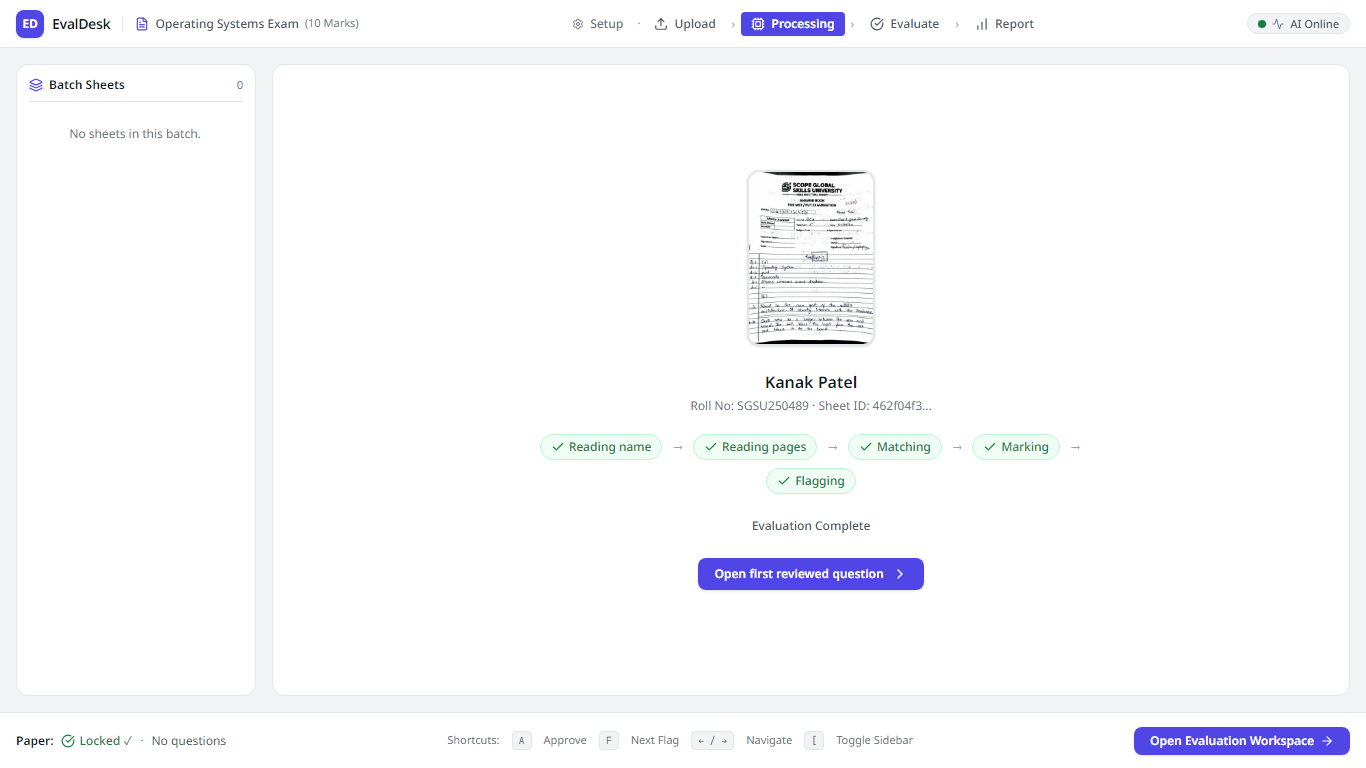 ED EvalDesk Operating Systems Exam (10 Marks) Setup · Upload › Processing › Evaluate › Report AI Online
Batch Sheets 0
No sheets in this batch.
SCOPE GLOBAL
SKILLS UNIVERSITY
ANSWER BOOK
Kanak Patel
Roll No: SGSU250489 · Sheet ID: 462f04f3...
Reading name → Reading pages → Matching → Marking →
Flagging
Evaluation Complete
Open first reviewed question
Paper: Locked ✓ · No questions Shortcuts: A Approve F Next Flag ← / → Navigate [ Toggle Sidebar Open Evaluation Workspace →